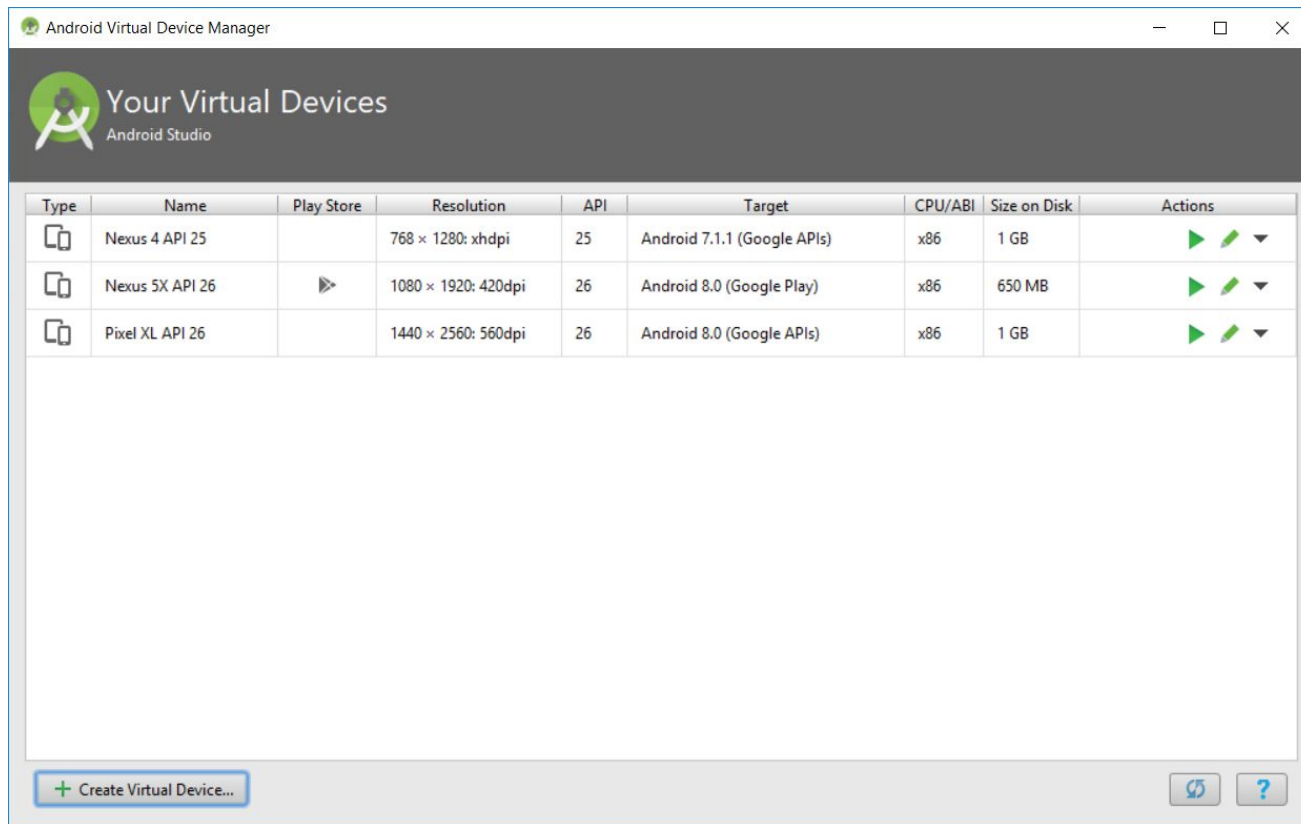 Android Virtual Device Manager
Your Virtual Devices
Android Studio
Type Name Play Store Resolution API Target CPU/ABI Size on Disk Actions
Nexus 4 API 25 768 × 1280: xhdpi 25 Android 7.1.1 (Google APIs) x86 1 GB
Nexus 5X API 26 1080 × 1920: 420dpi 26 Android 8.0 (Google Play) x86 650 MB
Pixel XL API 26 1440 × 2560: 560dpi 26 Android 8.0 (Google APIs) x86 1 GB
+ Create Virtual Device... ?